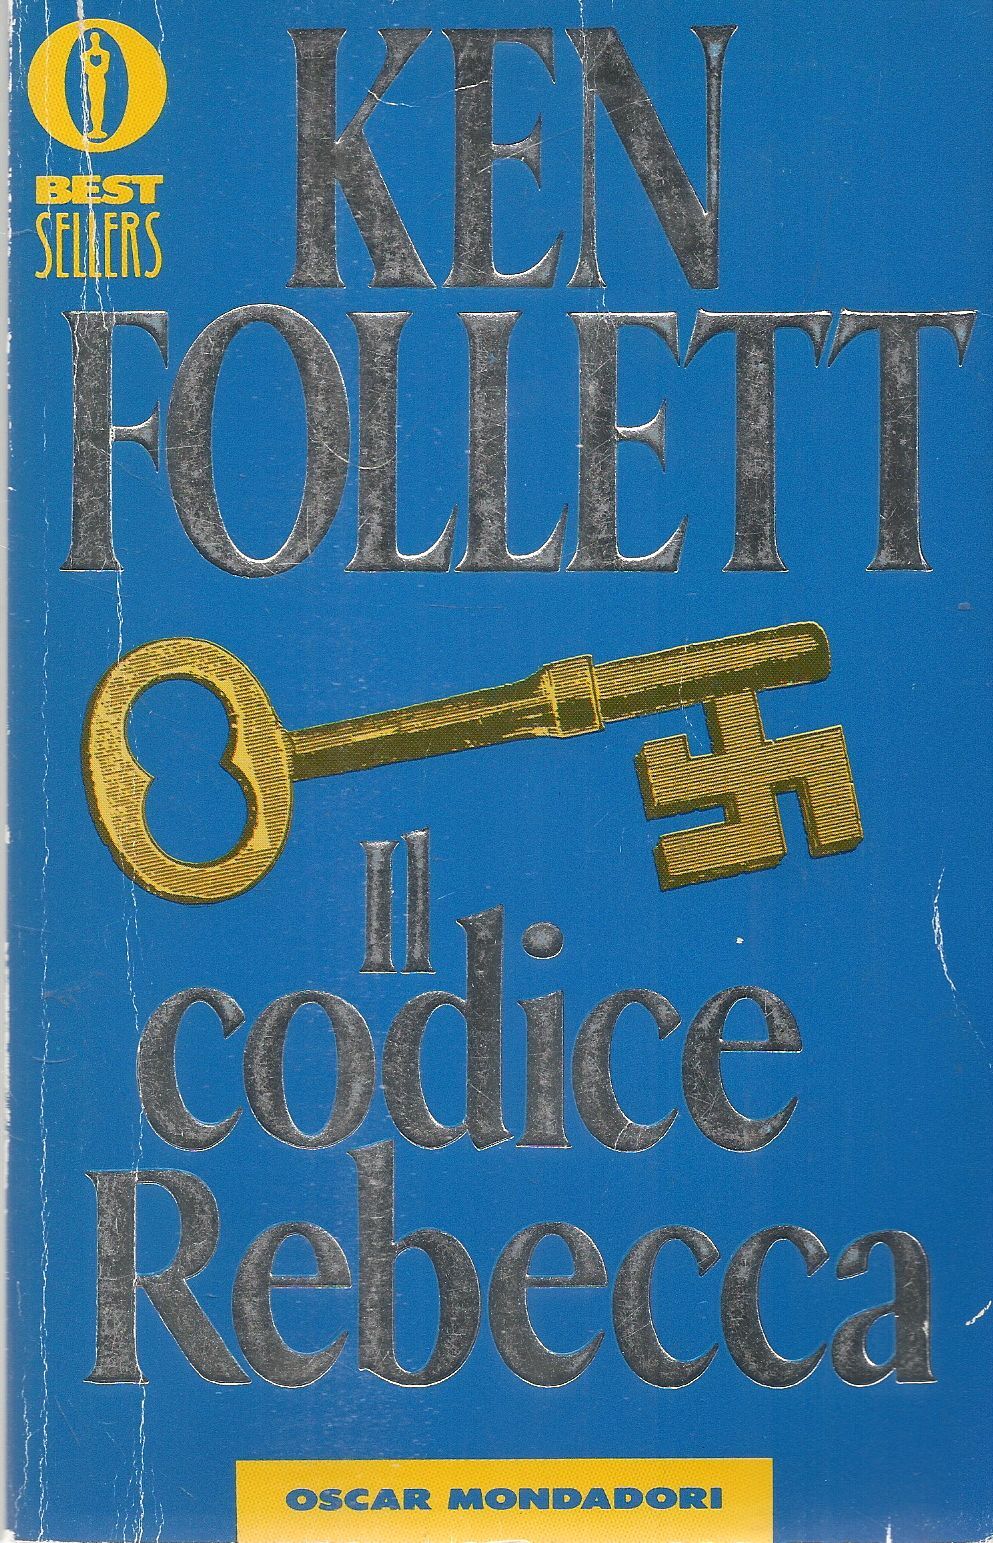 BEST
SELLERS
KEN
FOLLETT
Il
codice
Rebecca
OSCAR MONDADORI